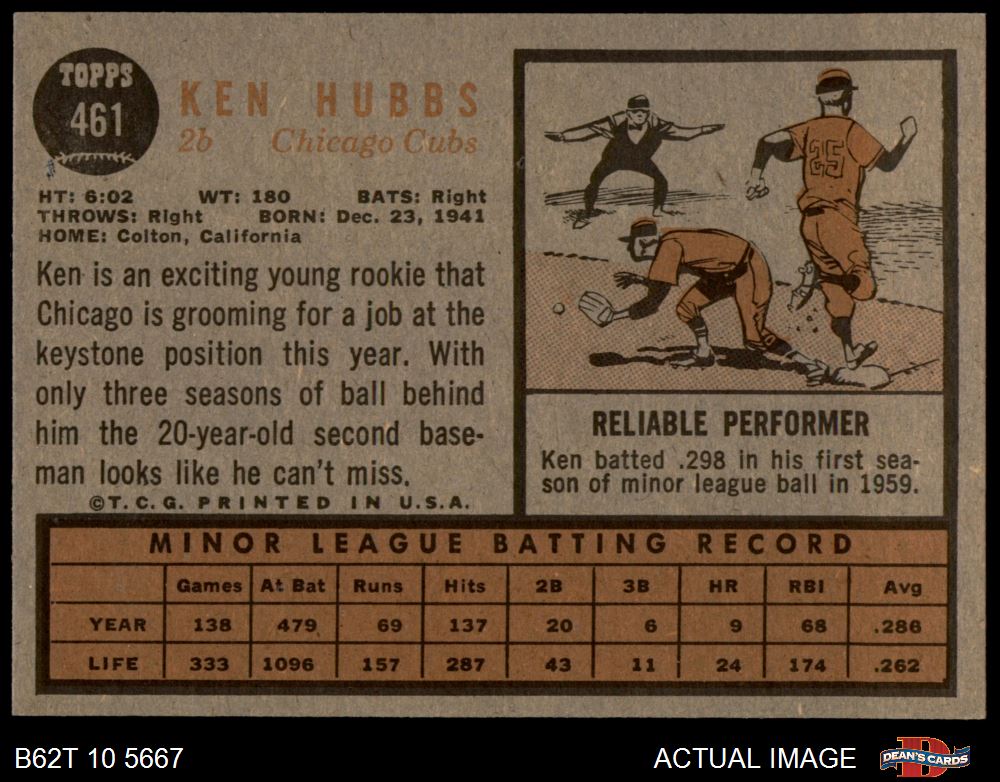 TOPPS
461
KEN HUBBS
2b Chicago Cubs
HT: 6:02 WT: 180 BATS: Right
THROWS: Right BORN: Dec. 23, 1941
HOME: Colton, California
Ken is an exciting young rookie that
Chicago is grooming for a job at the
keystone position this year. With
only three seasons of ball behind
him the 20-year-old second base-
man looks like he can't miss.
©T.C.G. PRINTED IN U.S.A.
25
RELIABLE PERFORMER
Ken batted .298 in his first sea-
son of minor league ball in 1959.
MINOR LEAGUE BATTING RECORD
Games At Bat Runs Hits 2B 3B HR RBI Avg
YEAR 138 479 69 137 20 6 9 68 .286
LIFE 333 1096 157 287 43 11 24 174 .262
B62T 10 5667
ACTUAL IMAGE
DEAN'S CARDS